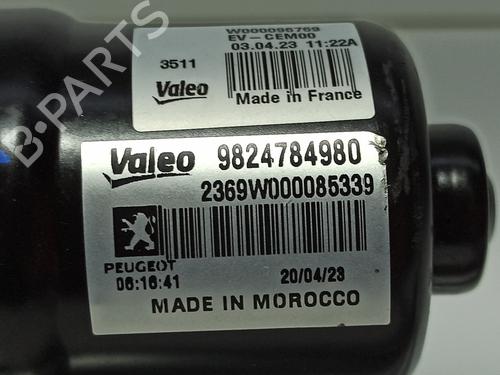 W000096769
EV-CEM00
03.04.23 11:22A
3511
Valeo
Made in France
Valeo 9824784980
2369W000085339
PEUGEOT
06:16:41 20/04/23
MADE IN MOROCCO
B-PARTS